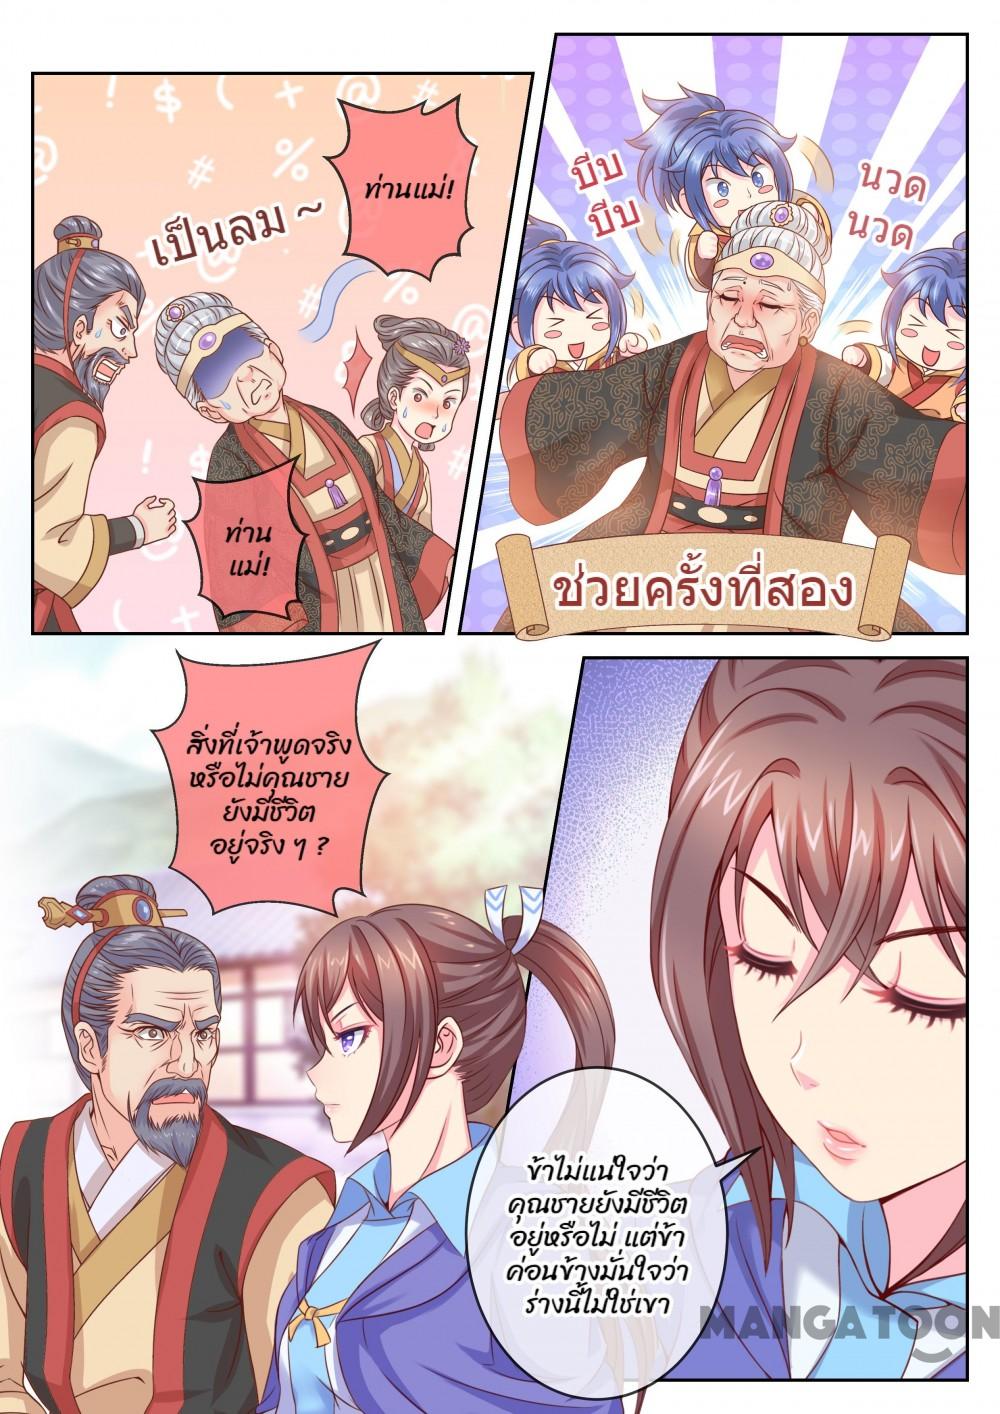 ท่านแม่!
เป็นลม ~
ท่าน
แม่!
บีบ
บีบ
นวด
นวด
ช่วยครั้งที่สอง
สิ่งที่เจ้าพูดจริง
หรือไม่คุณชาย
ยังมีชีวิต
อยู่จริง ๆ ?
ข้าไม่แน่ใจว่า
คุณชายยังมีชีวิต
อยู่หรือไม่ แต่ข้า
ค่อนข้างมั่นใจว่า
ร่างนี้ไม่ใช่เขา
MANGATOON